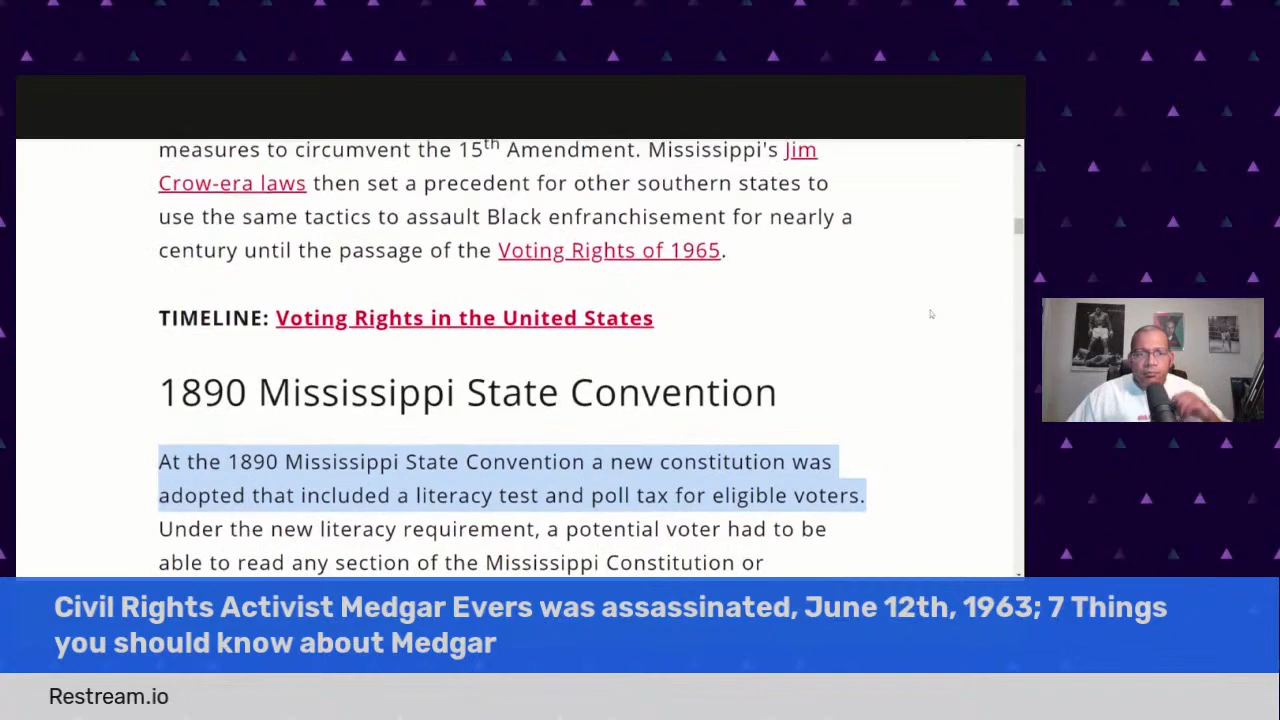 measures to circumvent the 15th Amendment. Mississippi's Jim
Crow-era laws then set a precedent for other southern states to
use the same tactics to assault Black enfranchisement for nearly a
century until the passage of the Voting Rights of 1965.
TIMELINE: Voting Rights in the United States
1890 Mississippi State Convention
At the 1890 Mississippi State Convention a new constitution was
adopted that included a literacy test and poll tax for eligible voters.
Under the new literacy requirement, a potential voter had to be
able to read any section of the Mississippi Constitution or
Civil Rights Activist Medgar Evers was assassinated, June 12th, 1963; 7 Things
you should know about Medgar
Restream.io